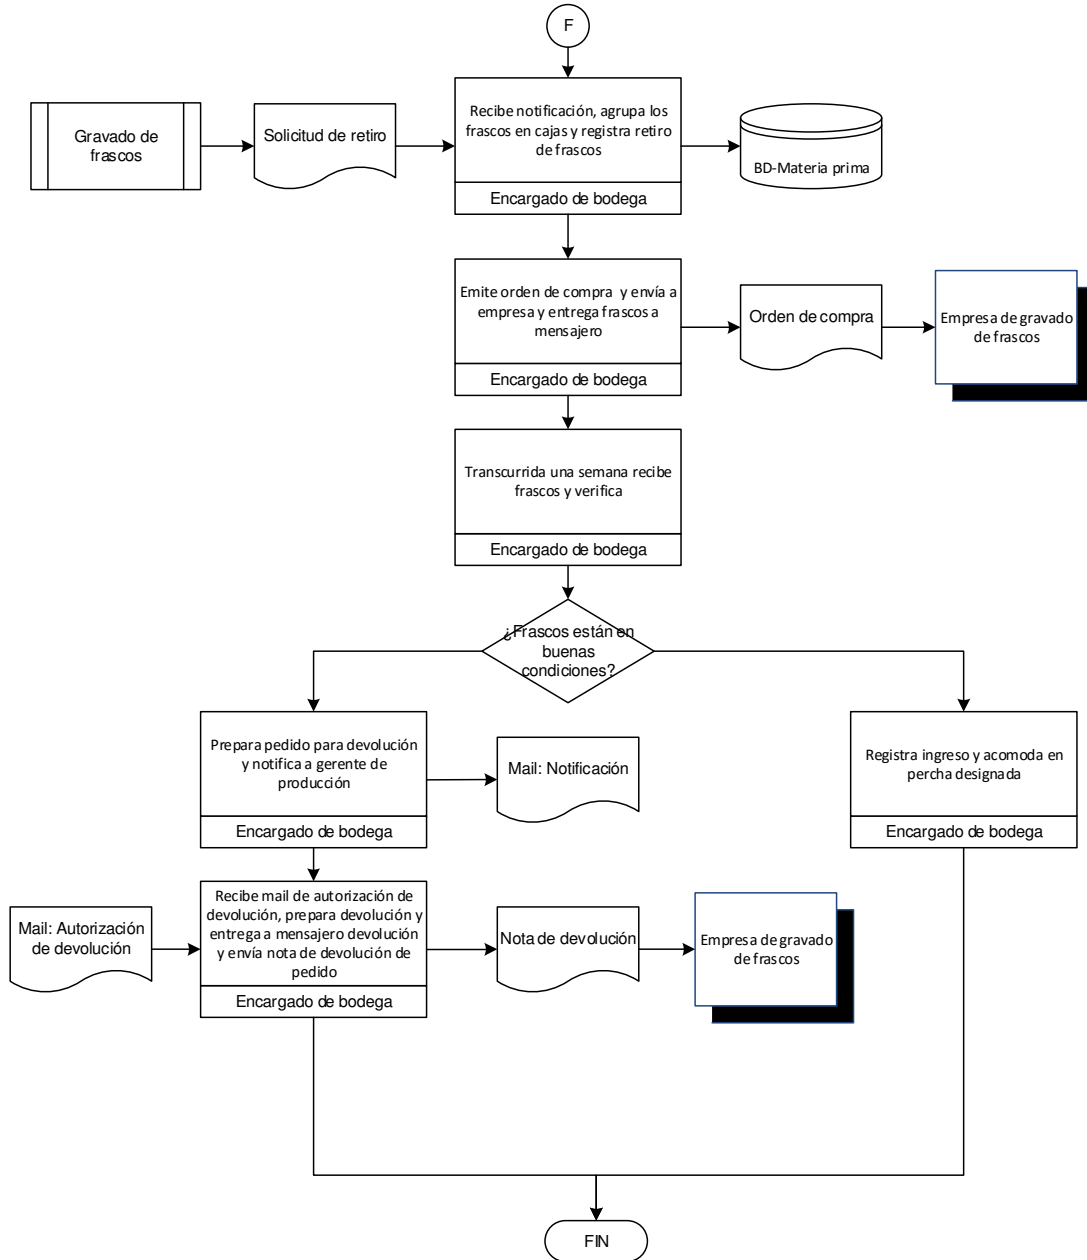 F
Gravado de
frascos
Solicitud de retiro
Recibe notificación, agrupa los
frascos en cajas y registra retiro
de frascos
Encargado de bodega
BD-Materia prima
Emite orden de compra y envía a
empresa y entrega frascos a
mensajero
Encargado de bodega
Orden de compra
Empresa de gravado
de frascos
Transcurrida una semana recibe
frascos y verifica
Encargado de bodega
¿Frascos están en
buenas
condiciones?
Prepara pedido para devolución
y notifica a gerente de
producción
Encargado de bodega
Mail: Notificación
Registra ingreso y acomoda en
percha designada
Encargado de bodega
Mail: Autorización
de devolución
Recibe mail de autorización de
devolución, prepara devolución y
entrega a mensajero devolución
y envía nota de devolución de
pedido
Encargado de bodega
Nota de devolución
Empresa de gravado
de frascos
FIN